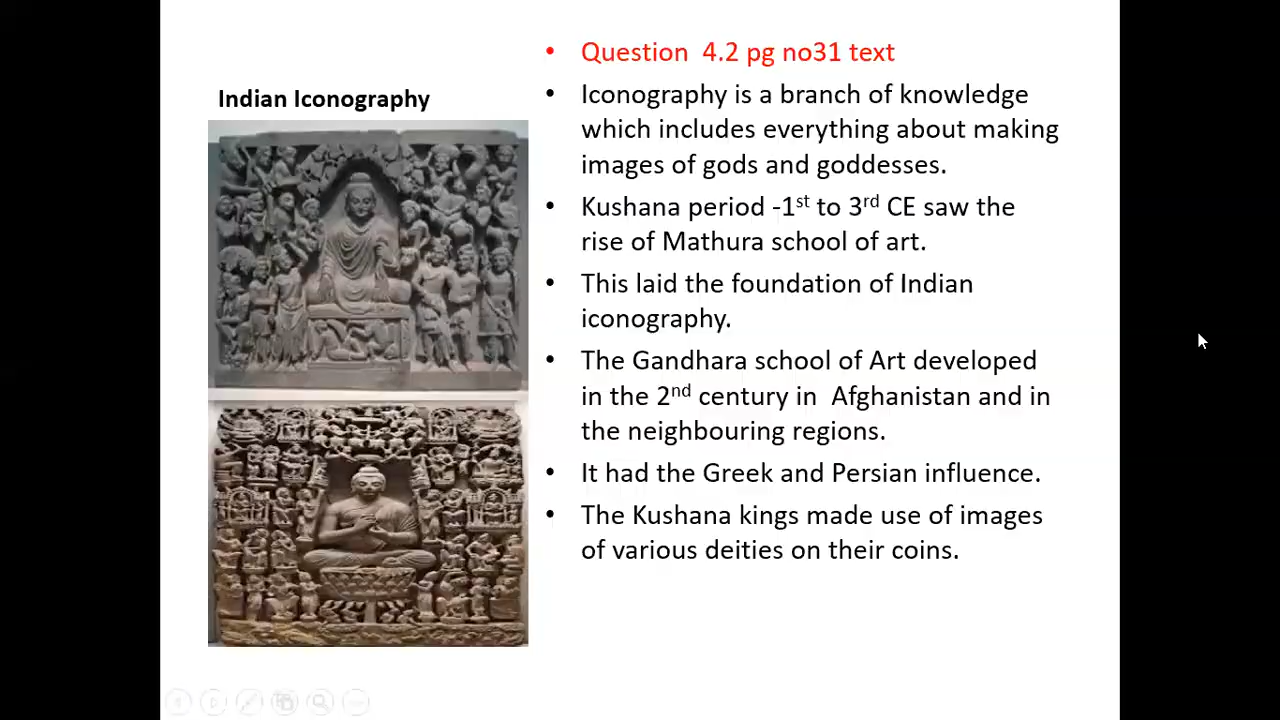 Indian Iconography
• Question 4.2 pg no31 text
• Iconography is a branch of knowledge
which includes everything about making
images of gods and goddesses.
• Kushana period -1st to 3rd CE saw the
rise of Mathura school of art.
• This laid the foundation of Indian
iconography.
• The Gandhara school of Art developed
in the 2nd century in Afghanistan and in
the neighbouring regions.
• It had the Greek and Persian influence.
• The Kushana kings made use of images
of various deities on their coins.